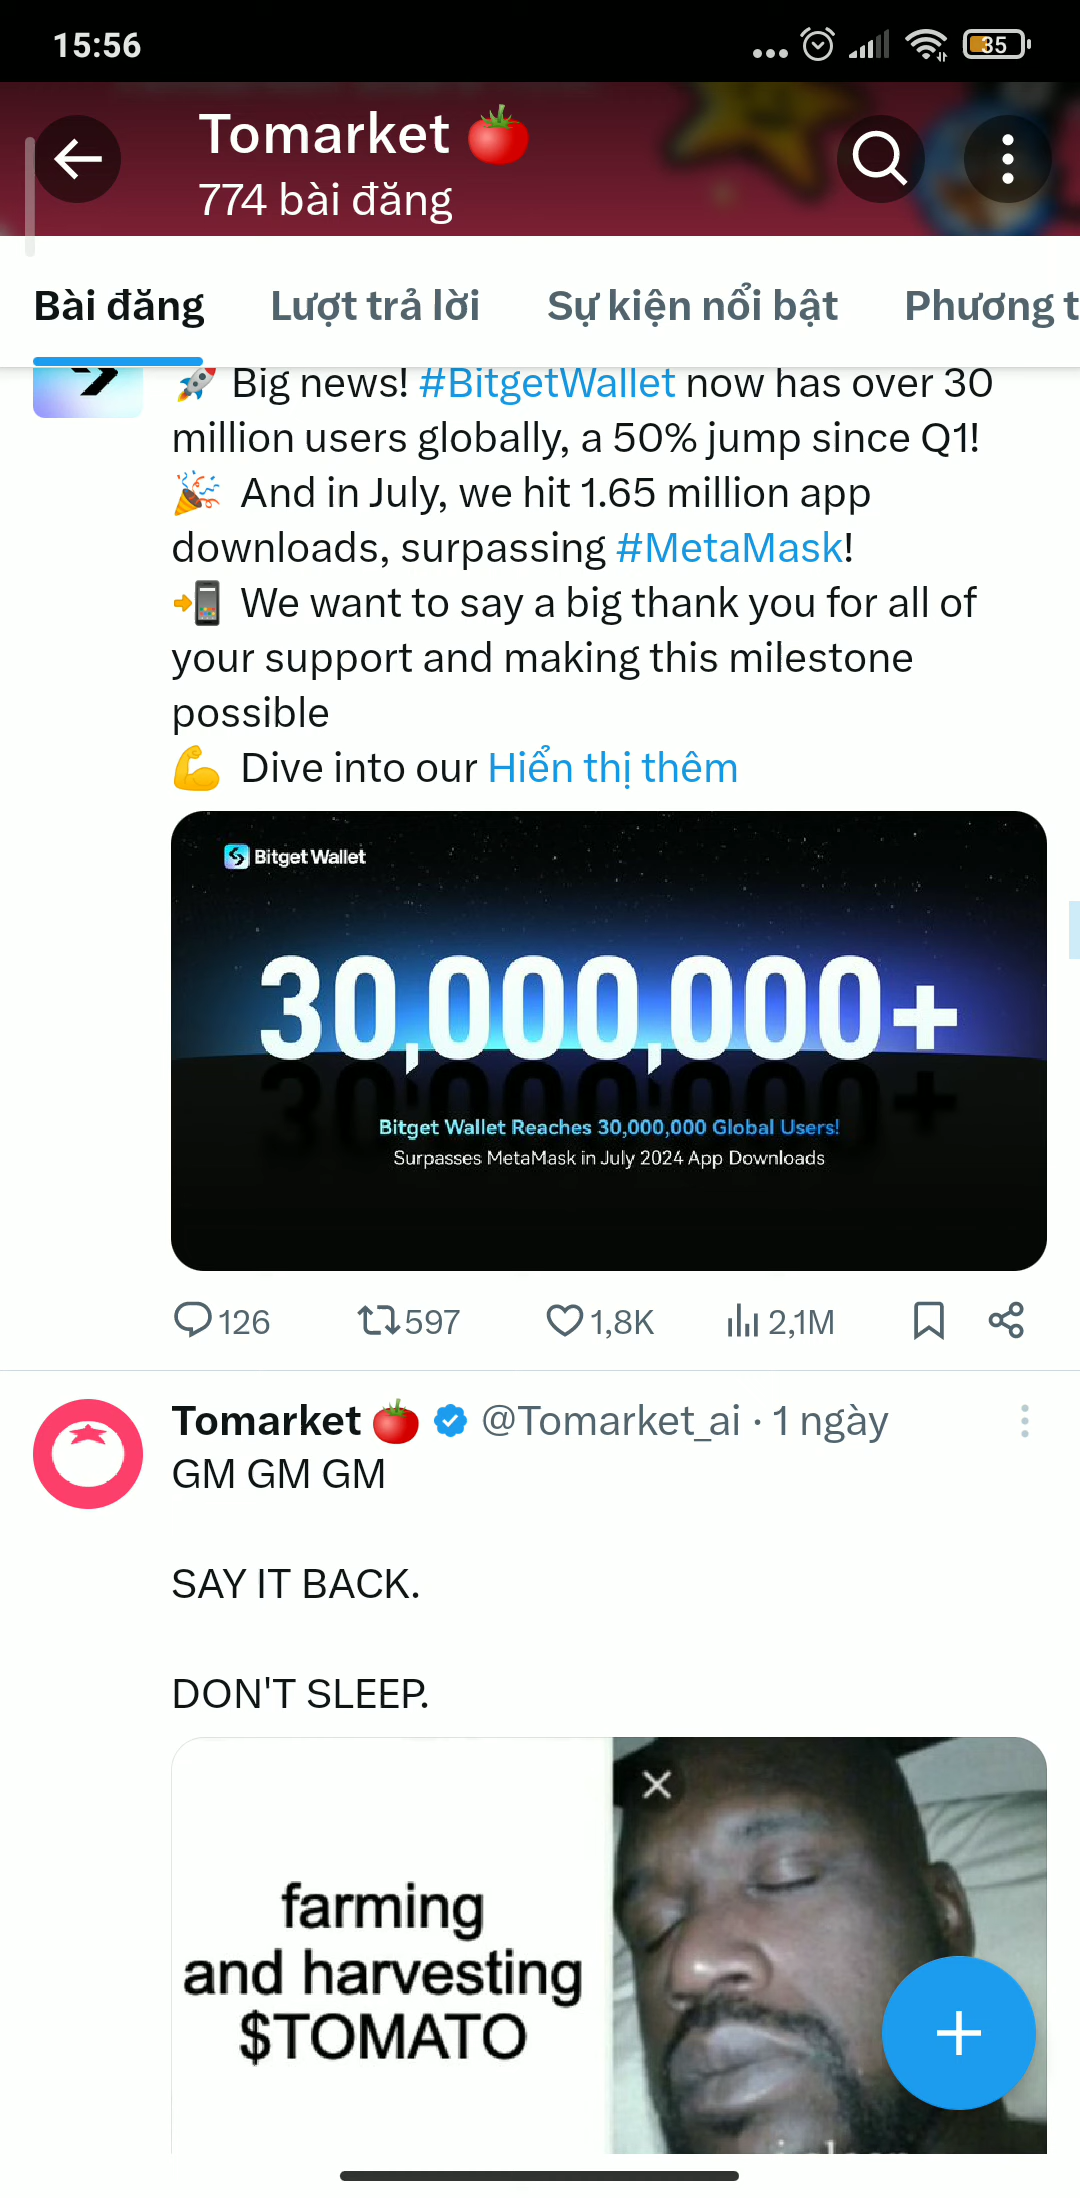 15:56
35
Tomarket 🍅
774 bài đăng
Bài đăng Lượt trả lời Sự kiện nổi bật Phương t
🚀 Big news! #BitgetWallet now has over 30
million users globally, a 50% jump since Q1!
🎉 And in July, we hit 1.65 million app
downloads, surpassing #MetaMask!
📲 We want to say a big thank you for all of
your support and making this milestone
possible
💪 Dive into our Hiển thị thêm
Bitget Wallet
30,000,000+
Bitget Wallet Reaches 30,000,000 Global Users!
Surpasses MetaMask in July 2024 App Downloads
126 597 1,8K 2,1M
Tomarket 🍅 @Tomarket_ai · 1 ngày
GM GM GM
SAY IT BACK.
DON'T SLEEP.
farming
and harvesting
$TOMATO